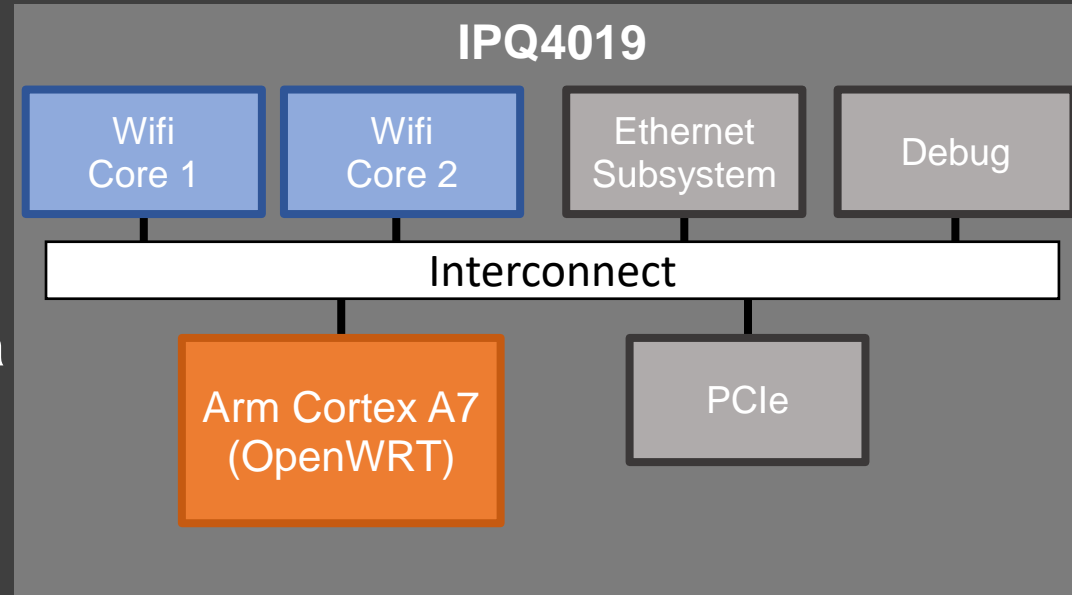 IPQ4019
Wifi
Core 1
Wifi
Core 2
Ethernet
Subsystem
Debug
Interconnect
Arm Cortex A7
(OpenWRT)
PCIe